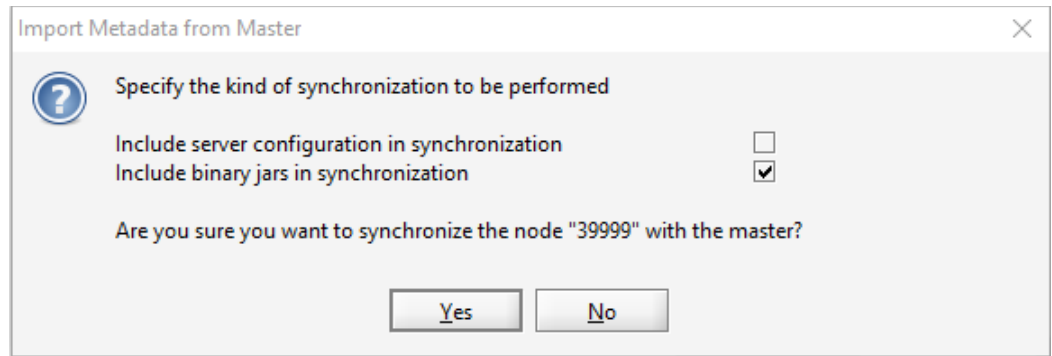 Import Metadata from Master
Specify the kind of synchronization to be performed
Include server configuration in synchronization
Include binary jars in synchronization
Are you sure you want to synchronize the node "39999" with the master?
Yes No